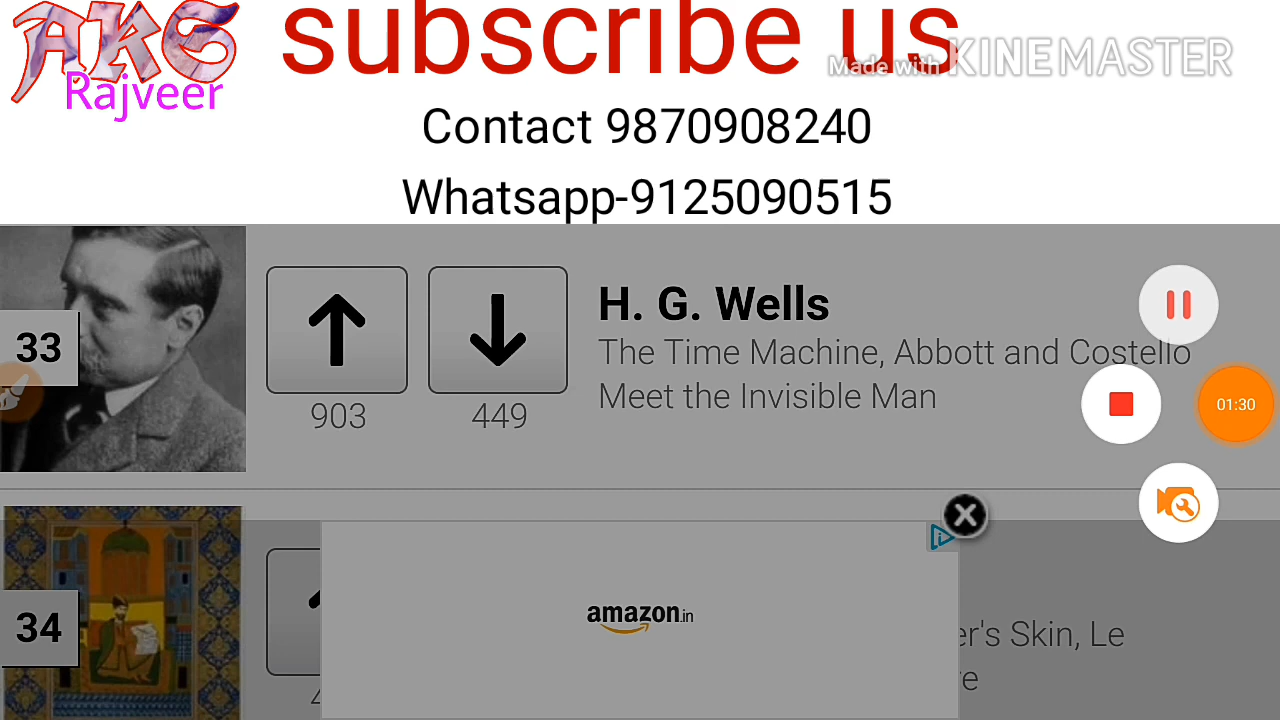 AKG
Rajveer
subscribe us
Made with KINEMASTER
Contact 9870908240
Whatsapp-9125090515
33
903
449
H. G. Wells
The Time Machine, Abbott and Costello
Meet the Invisible Man
01:30
34
4
amazon.in
er's Skin, Le